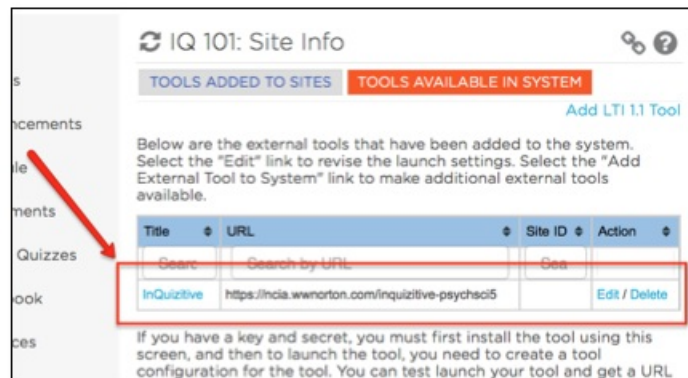 IQ 101: Site Info
TOOLS ADDED TO SITES TOOLS AVAILABLE IN SYSTEM
Add LTI 1.1 Tool
s
ncements
le
ments
Quizzes
ook
ces
Below are the external tools that have been added to the system.
Select the "Edit" link to revise the launch settings. Select the "Add
External Tool to System" link to make additional external tools
available.
Title URL Site ID Action
Searc Search by URL Sea
InQuizitive https://ncia.wwnorton.com/inquizitive-psychsci5 Edit / Delete
If you have a key and secret, you must first install the tool using this
screen, and then to launch the tool, you need to create a tool
configuration for the tool. You can test launch your tool and get a URL